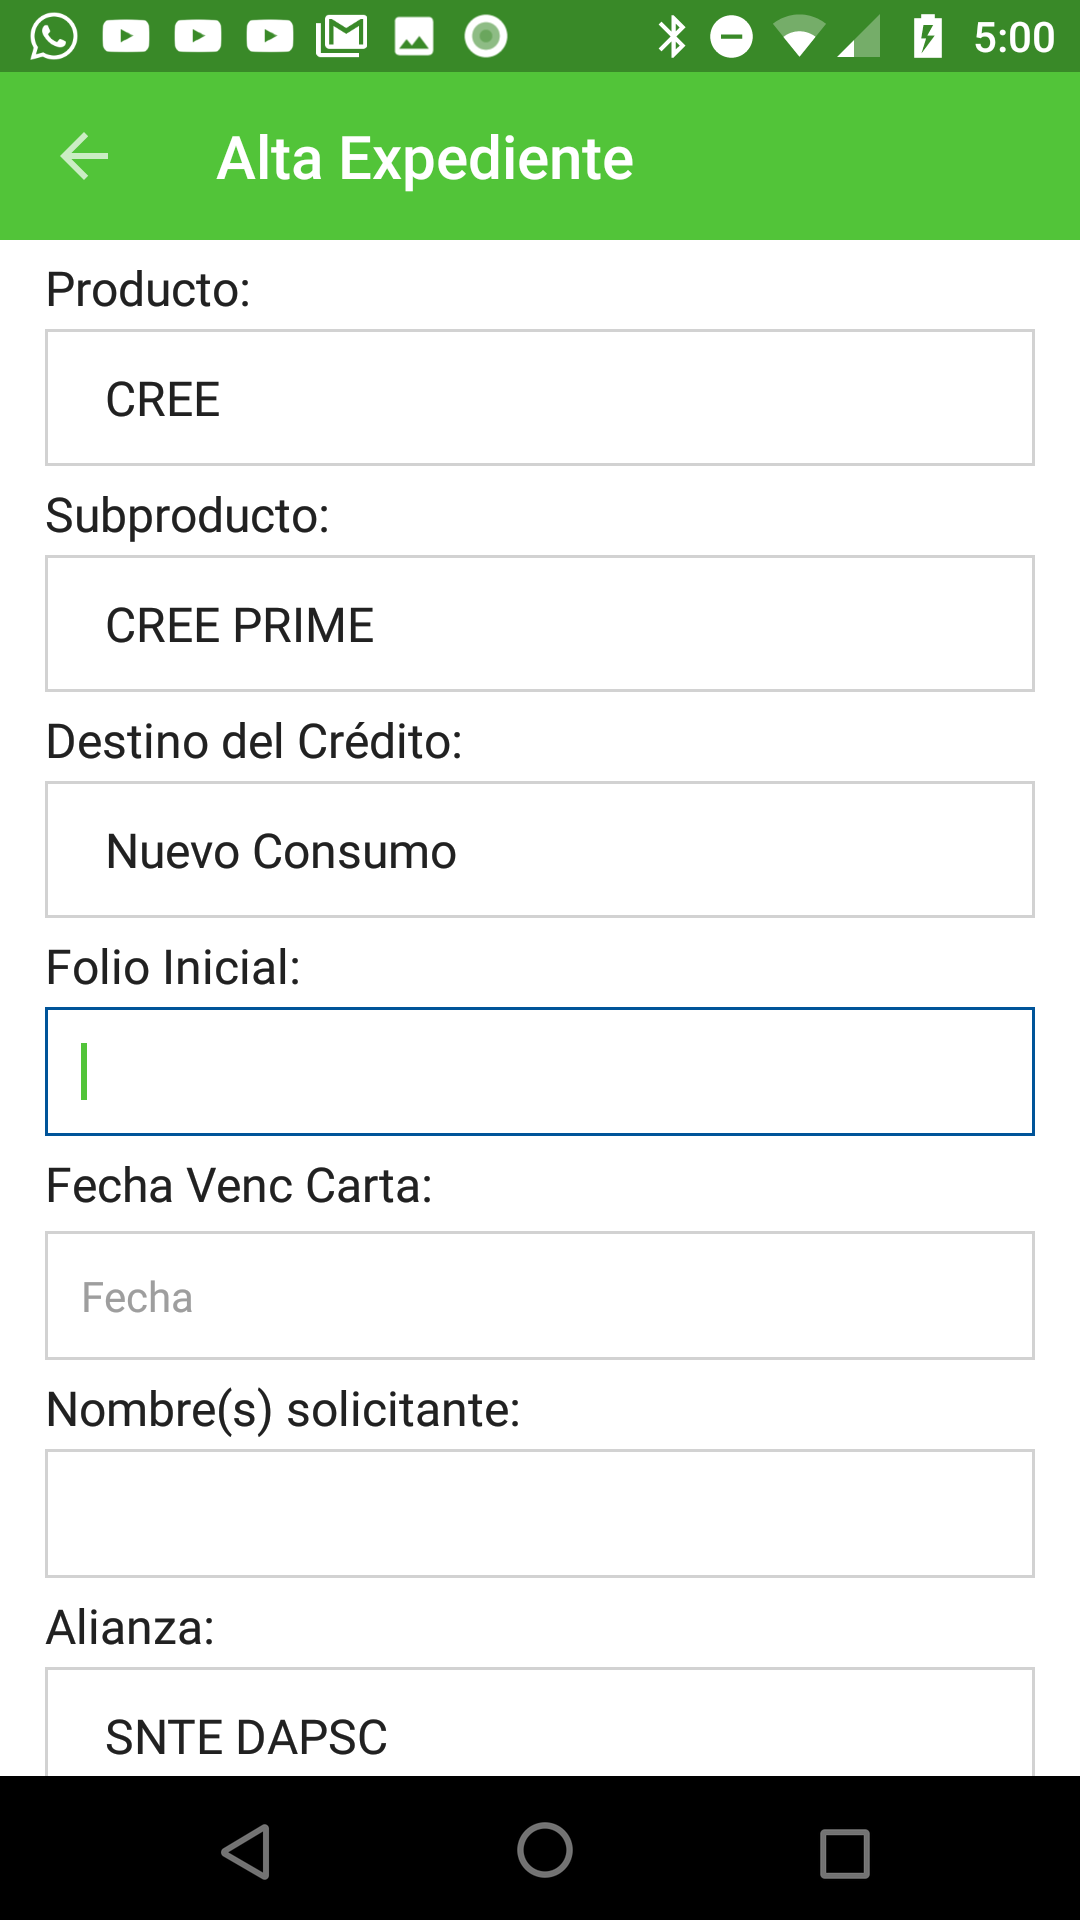 5:00
Alta Expediente
Producto:
CREE
Subproducto:
CREE PRIME
Destino del Crédito:
Nuevo Consumo
Folio Inicial:
Fecha Venc Carta:
Fecha
Nombre(s) solicitante:
Alianza:
SNTE DAPSC